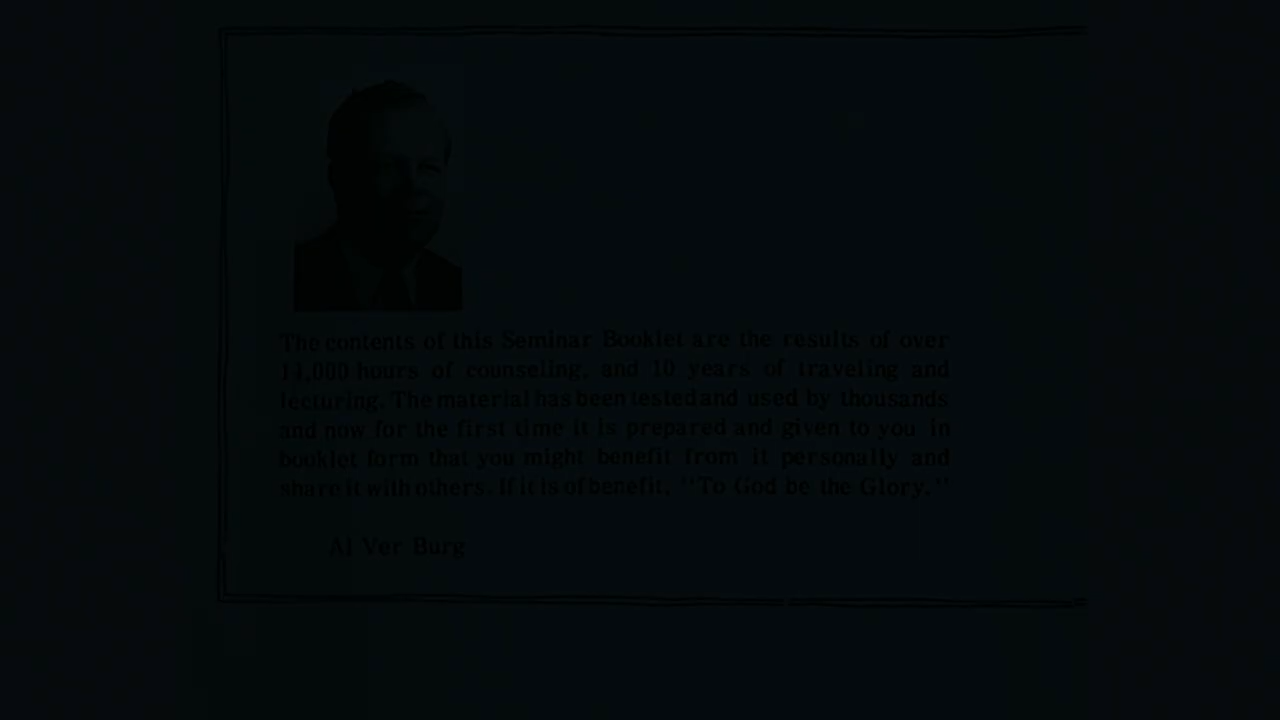 The contents of this Seminar Booklet are the results of over
14,000 hours of counseling, and 10 years of traveling and
lecturing. The material has been tested and used by thousands
and now for the first time it is prepared and given to you in
booklet form that you might benefit from it personally and
share it with others. If it is of benefit, "To God be the Glory."
Al Ver Burg